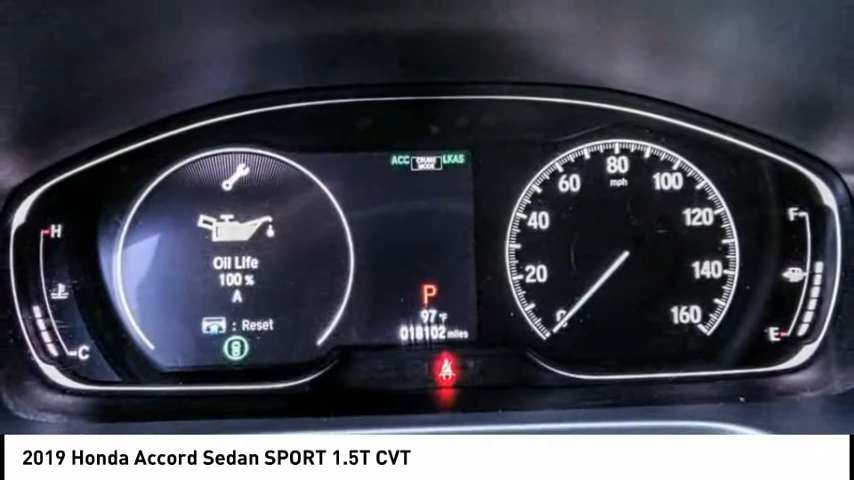 ACC CRUISE MODE LKAS
H
C
Oil Life
100 %
A
: Reset
P
97 °F
018102 miles
0
20
40
60
80
100
120
140
160
mph
F
E
2019 Honda Accord Sedan SPORT 1.5T CVT